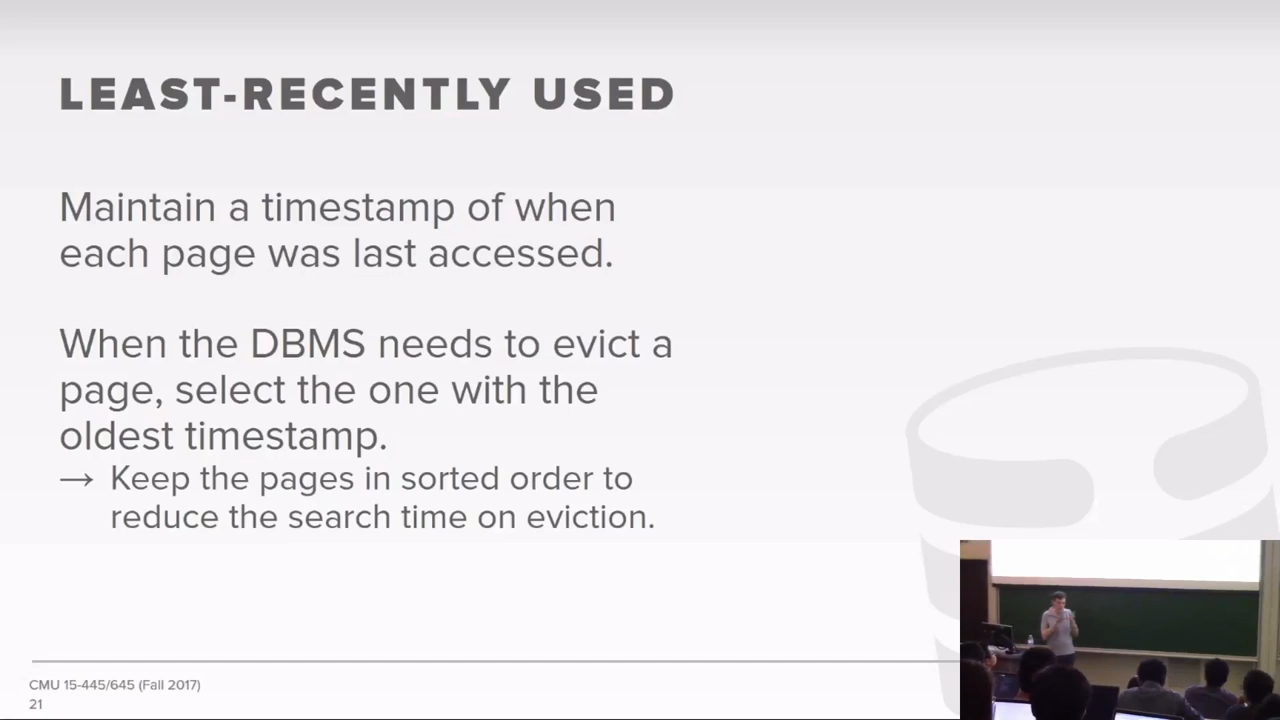 LEAST-RECENTLY USED
Maintain a timestamp of when
each page was last accessed.
When the DBMS needs to evict a
page, select the one with the
oldest timestamp.
→ Keep the pages in sorted order to
reduce the search time on eviction.
CMU 15-445/645 (Fall 2017)
21